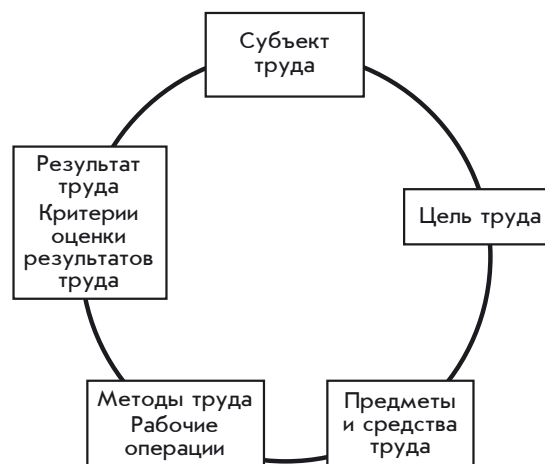 Субъект
труда
Цель труда
Предметы
и средства
труда
Методы труда
Рабочие
операции
Результат
труда
Критерии
оценки
результатов
труда